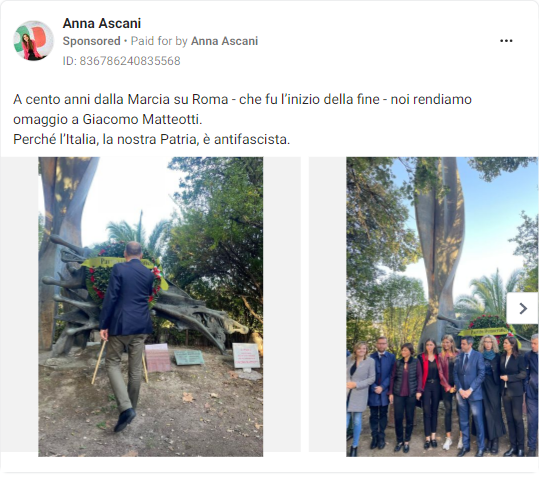 Anna Ascani
Sponsored • Paid for by Anna Ascani
ID: 836786240835568
A cento anni dalla Marcia su Roma - che fu l’inizio della fine - noi rendiamo
omaggio a Giacomo Matteotti.
Perché l’Italia, la nostra Patria, è antifascista.